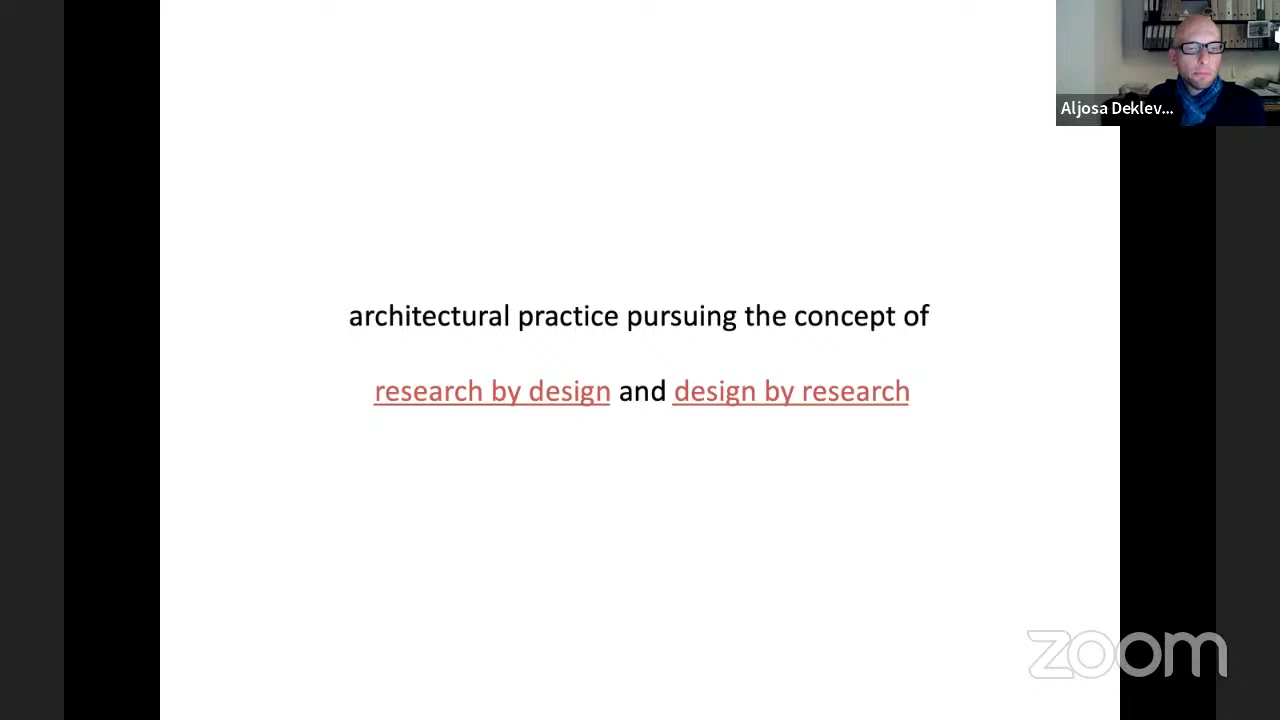 Aljosa Deklev...
architectural practice pursuing the concept of
research by design and design by research
zoom